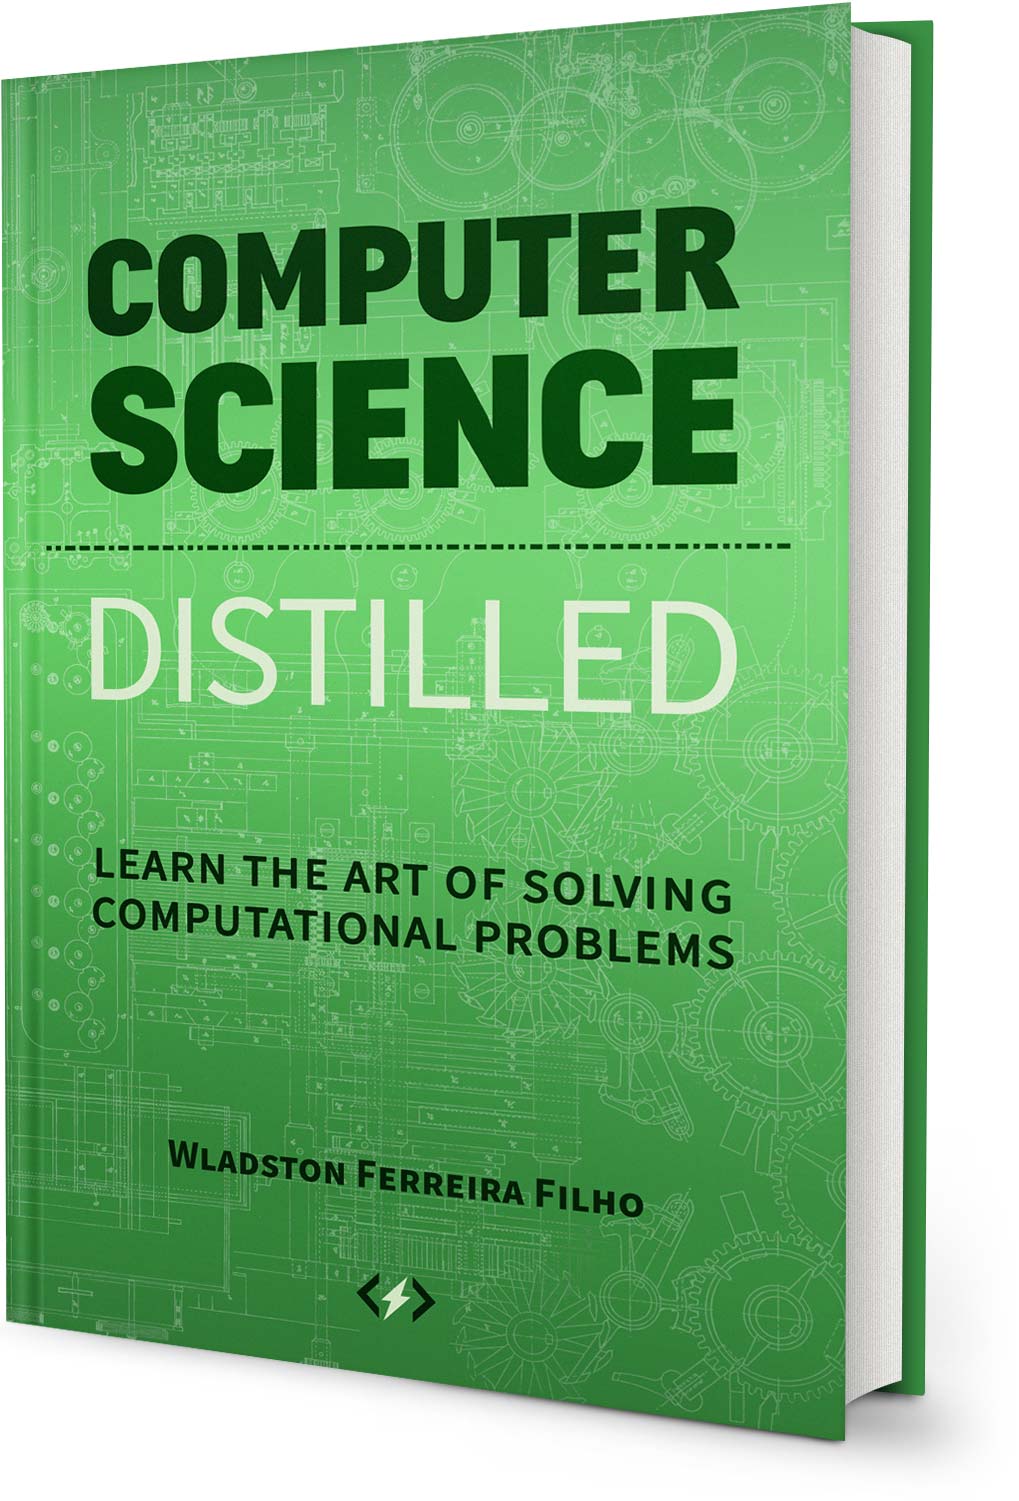 COMPUTER
SCIENCE
DISTILLED
LEARN THE ART OF SOLVING
COMPUTATIONAL PROBLEMS
WLADSTON FERREIRA FILHO